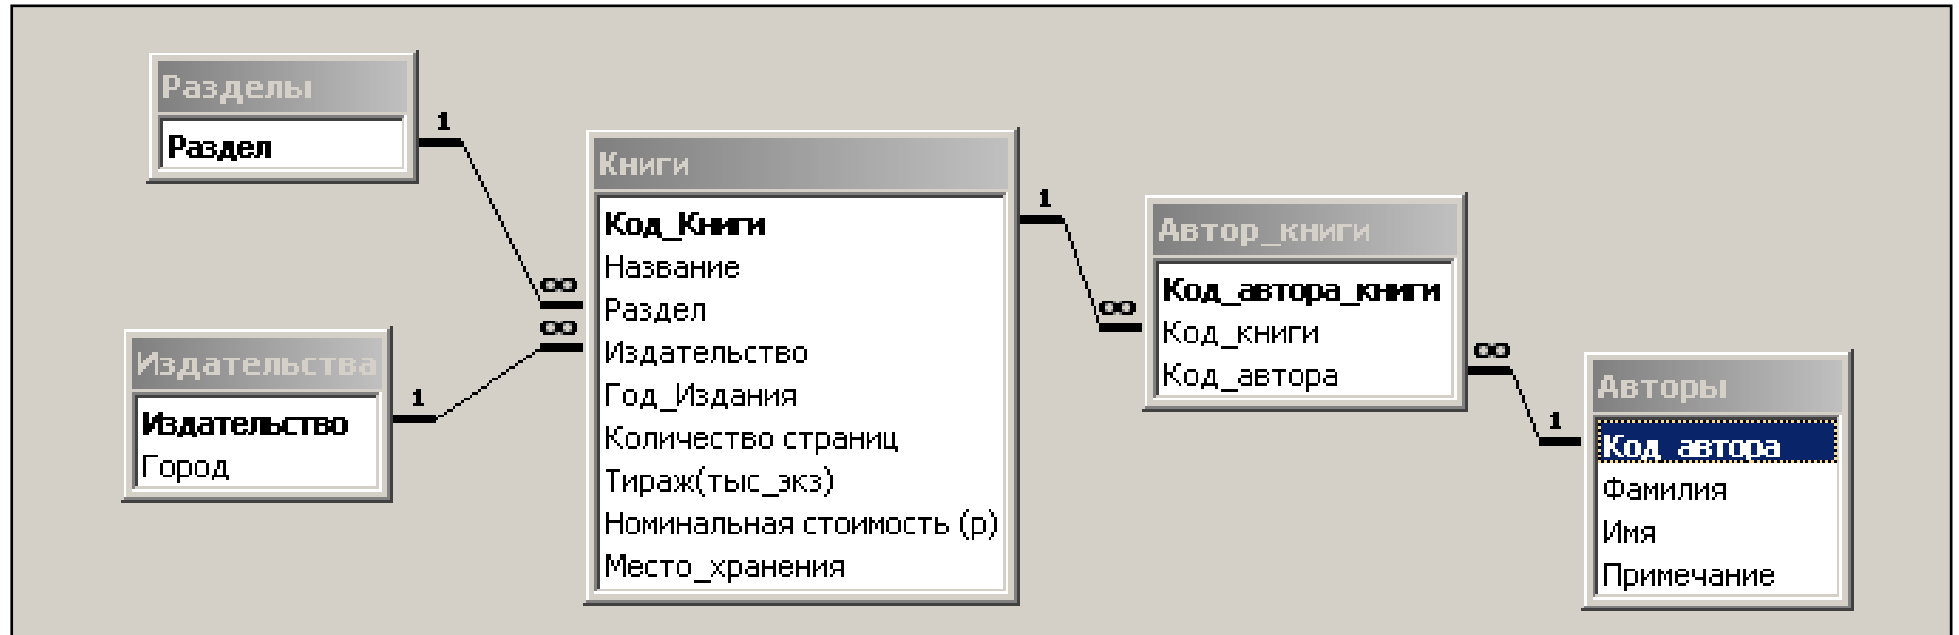 Разделы
Раздел
1
∞
Издательства
Издательство
Город
1
∞
Книги
Код_Книги
Название
Раздел
Издательство
Год_Издания
Количество страниц
Тираж(тыс_экз)
Номинальная стоимость (р)
Место_хранения
1
∞
Автор_книги
Код_автора_книги
Код_книги
Код_автора
∞
1
Авторы
Код_автора
Фамилия
Имя
Примечание